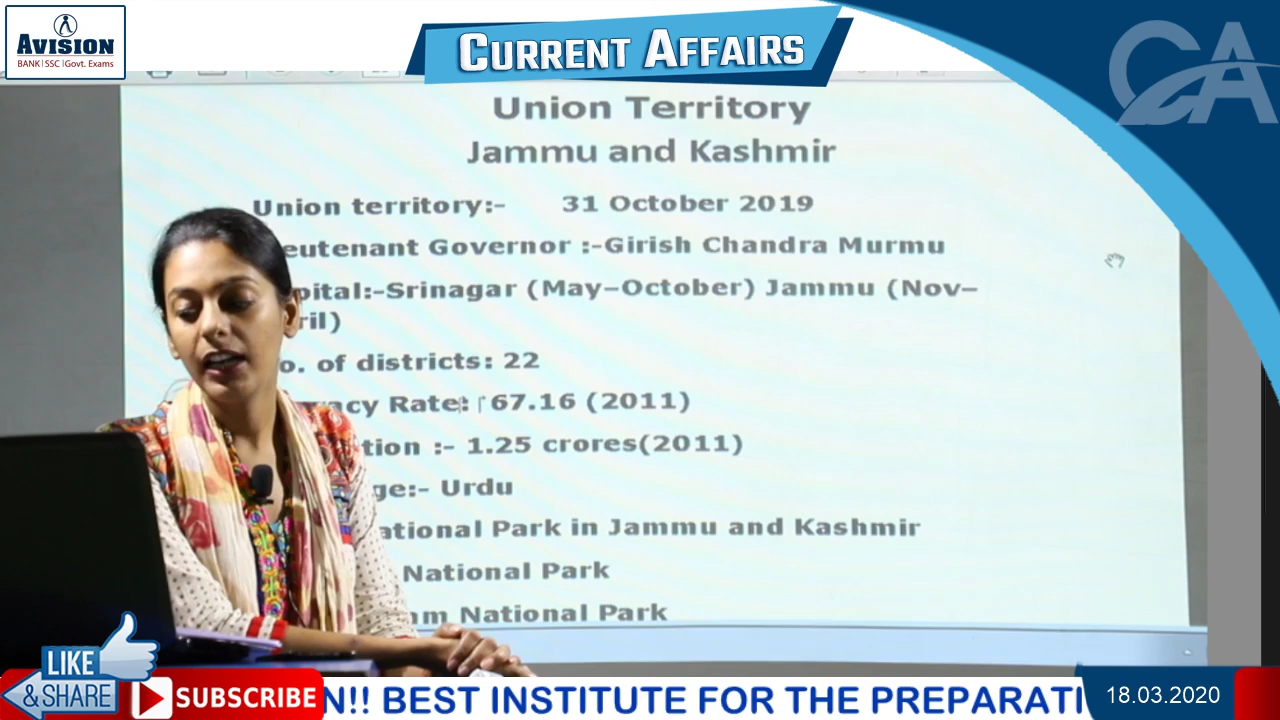 AVISION
BANK|SSC|Govt. Exams
CURRENT AFFAIRS
CA
Union Territory
Jammu and Kashmir
Union territory:- 31 October 2019
eutenant Governor :-Girish Chandra Murmu
pital:-Srinagar (May–October) Jammu (Nov–
ril)
o. of districts: 22
acy Rate: 67.16 (2011)
tion :- 1.25 crores(2011)
ge:- Urdu
ational Park in Jammu and Kashmir
National Park
m National Park
LIKE
& SHARE
SUBSCRIBE
N!! BEST INSTITUTE FOR THE PREPARATI
18.03.2020